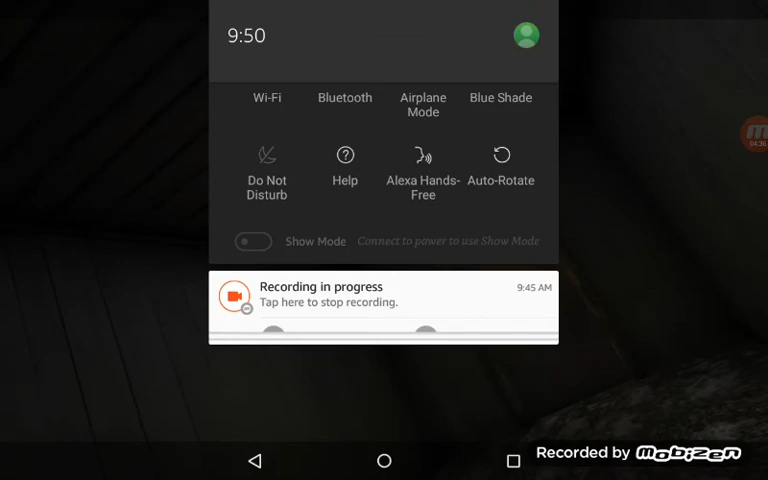 9:50
Wi-Fi
Bluetooth
Airplane
Mode
Blue Shade
Do Not
Disturb
Help
Alexa Hands-
Free
Auto-Rotate
Show Mode
Connect to power to use Show Mode
Recording in progress
9:45 AM
Tap here to stop recording.
04:36
Recorded by mobizen